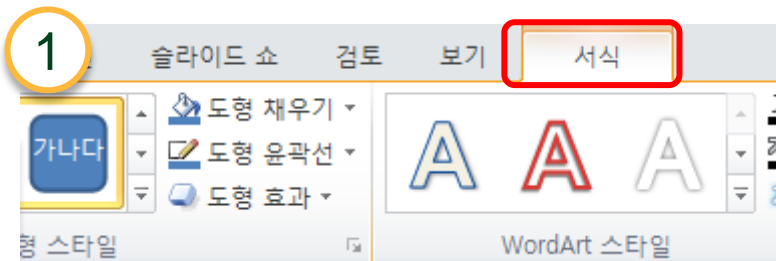 1
슬라이드 쇼 검토 보기 서식
가나다
도형 채우기
도형 윤곽선
도형 효과
A A A
형 스타일 WordArt 스타일